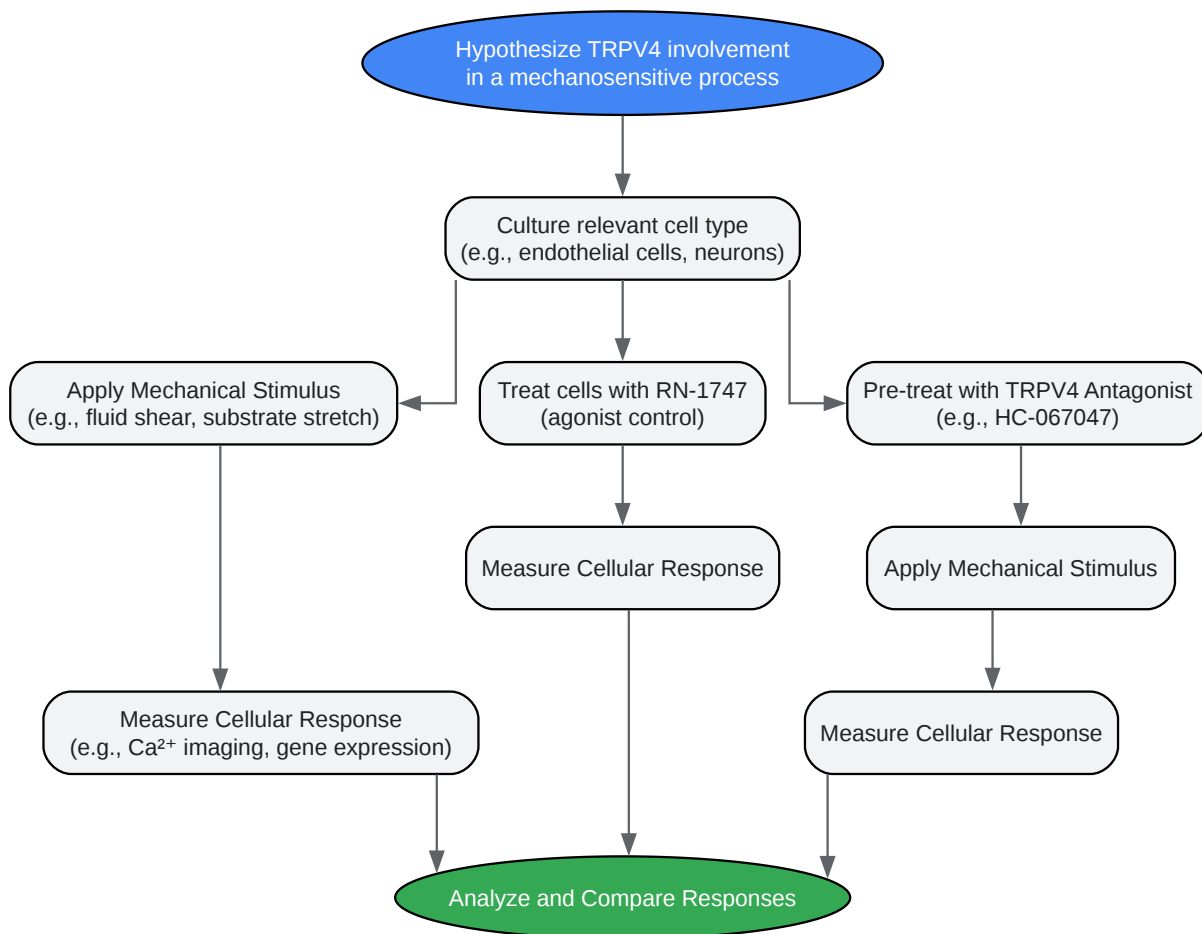 Hypothesize TRPV4 involvement
in a mechanosensitive process
Culture relevant cell type
(e.g., endothelial cells, neurons)
Apply Mechanical Stimulus
(e.g., fluid shear, substrate stretch)
Treat cells with RN-1747
(agonist control)
Pre-treat with TRPV4 Antagonist
(e.g., HC-067047)
Measure Cellular Response
Apply Mechanical Stimulus
Measure Cellular Response
(e.g., Ca²⁺ imaging, gene expression)
Measure Cellular Response
Analyze and Compare Responses